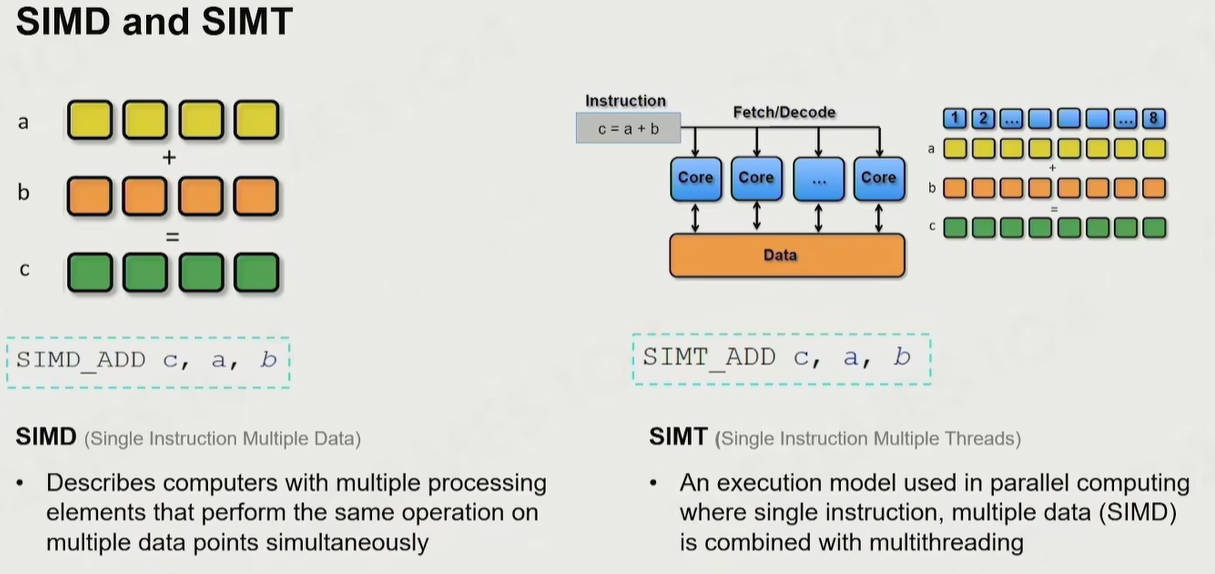 SIMD and SIMT
a
+
b
=
c
SIMD_ADD c, a, b
SIMD (Single Instruction Multiple Data)
• Describes computers with multiple processing
elements that perform the same operation on
multiple data points simultaneously
Instruction
c = a + b
Fetch/Decode
Core Core ... Core
Data
1 2 ... ... 8
a
+
b
=
c
SIMT_ADD c, a, b
SIMT (Single Instruction Multiple Threads)
• An execution model used in parallel computing
where single instruction, multiple data (SIMD)
is combined with multithreading